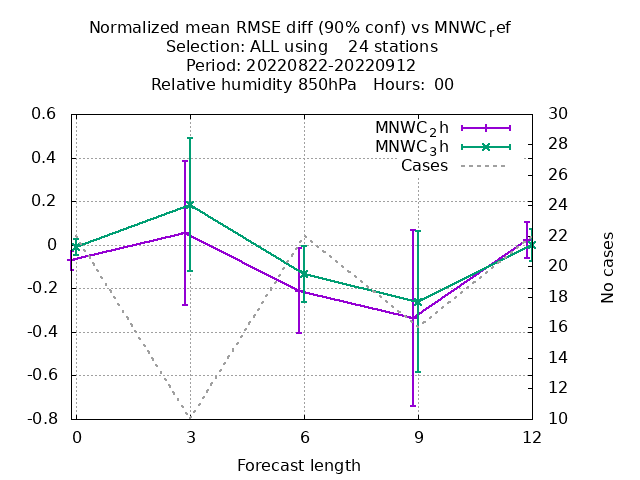 Normalized mean RMSE diff (90% conf) vs MNWC_ref
Selection: ALL using    24 stations
Period: 20220822-20220912
Relative humidity 850hPa   Hours:  00
0.6
0.4
0.2
0
-0.2
-0.4
-0.6
-0.8
30
28
26
24
22
20
18
16
14
12
10
MNWC_2h
MNWC_3h
Cases
No cases
0 3 6 9 12
Forecast length